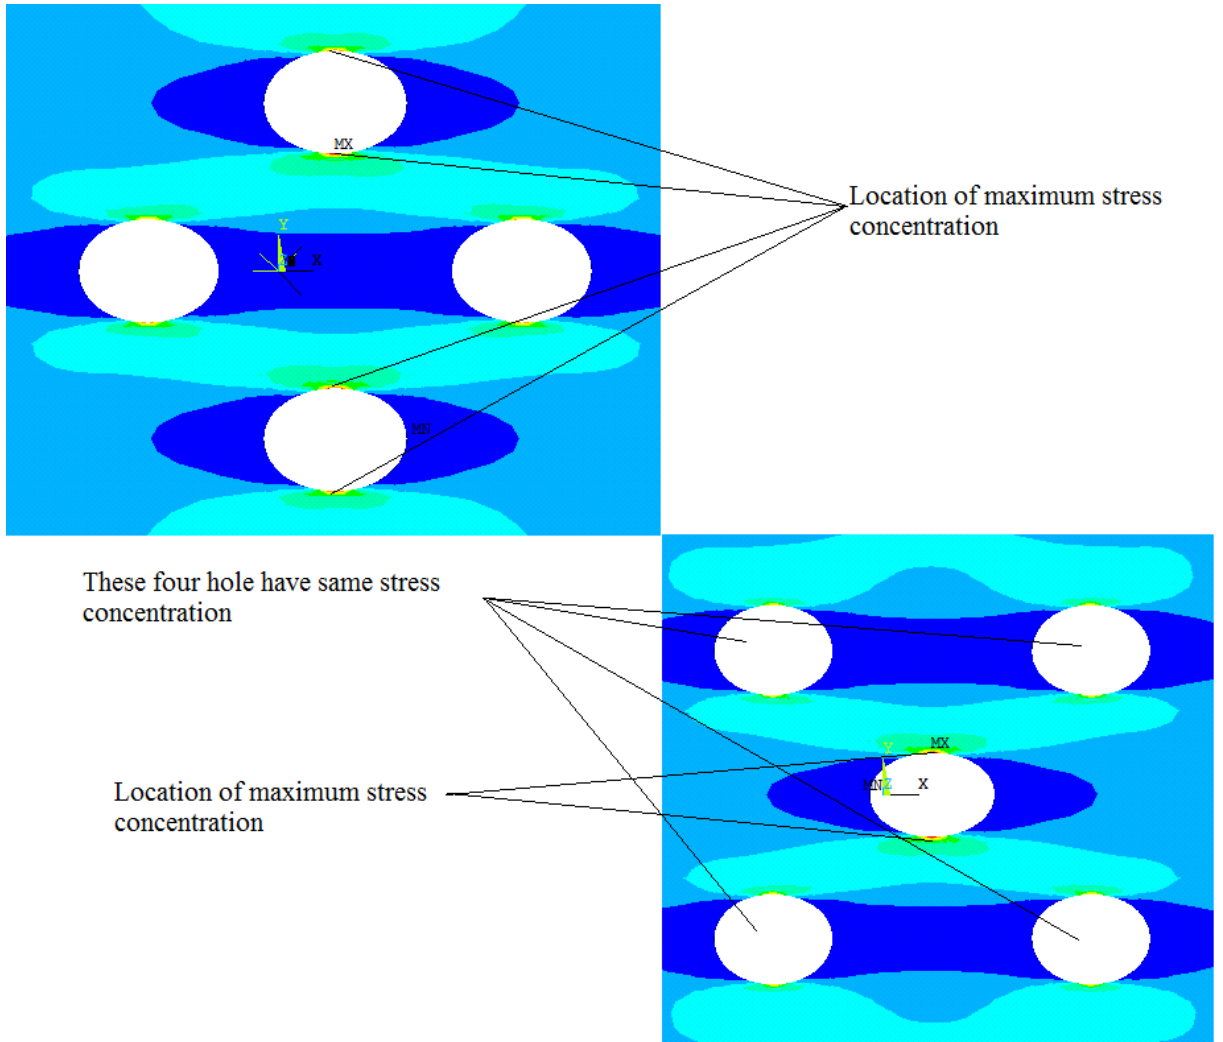 MX
Location of maximum stress
concentration
Y
X
MN
These four hole have same stress
concentration
MX
Y
MN
Z
X
Location of maximum stress
concentration